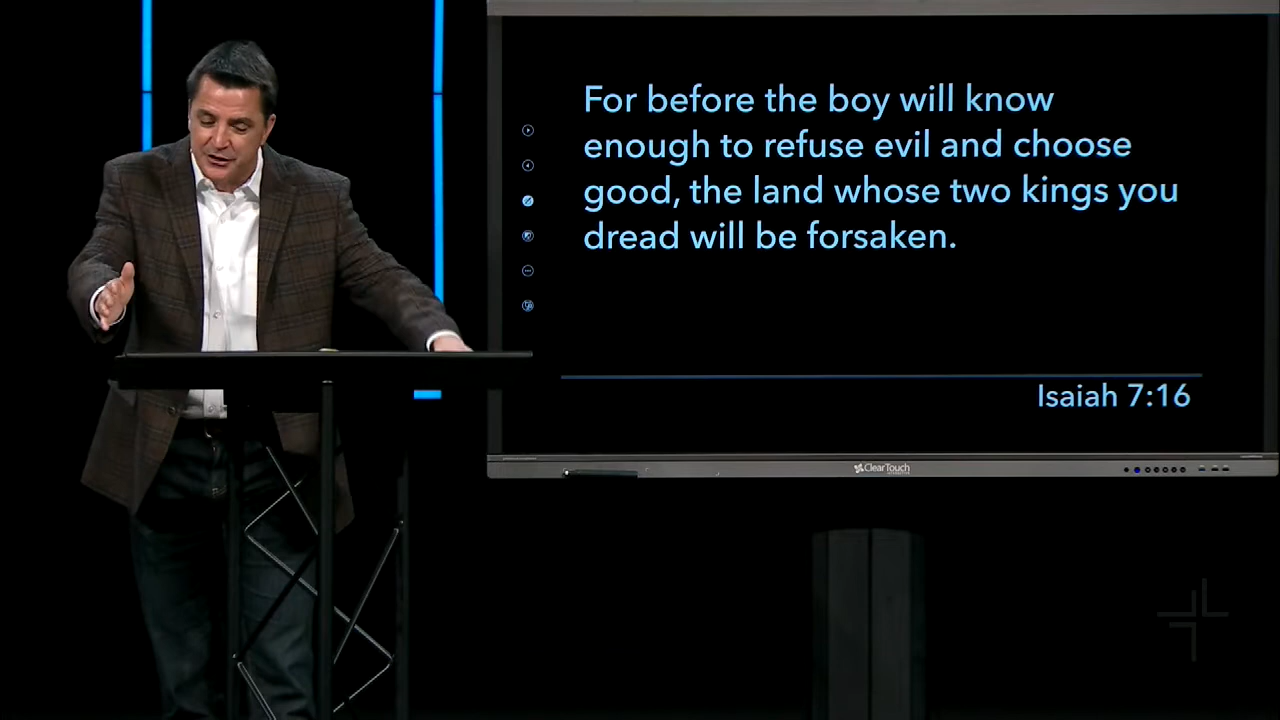 For before the boy will know
enough to refuse evil and choose
good, the land whose two kings you
dread will be forsaken.
Isaiah 7:16
ClearTouch